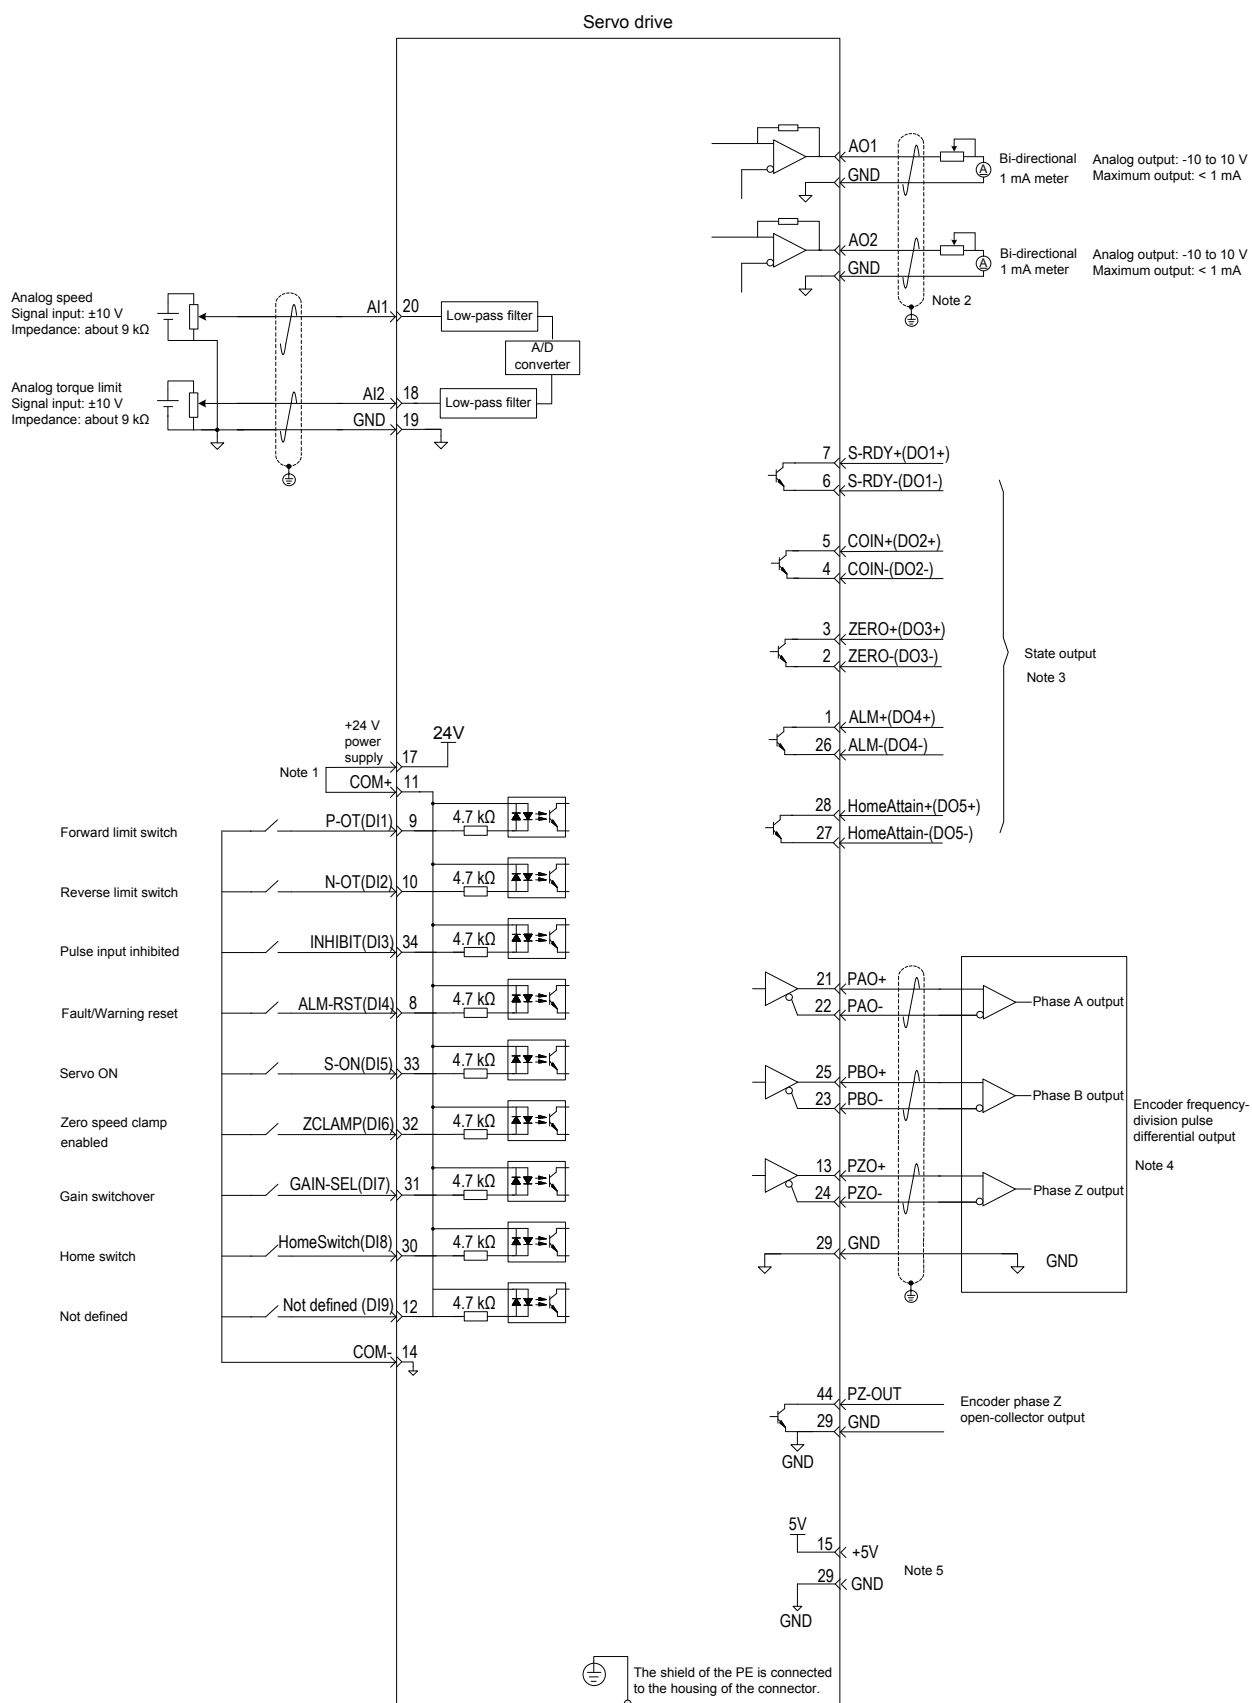 Servo drive
AO1
GND
Bi-directional
1 mA meter
Analog output: -10 to 10 V
Maximum output: < 1 mA
A
AO2
GND
Bi-directional
1 mA meter
Analog output: -10 to 10 V
Maximum output: < 1 mA
A
Note 2
Analog speed
Signal input: ±10 V
Impedance: about 9 kΩ
AI1 20
Low-pass filter
A/D
converter
Analog torque limit
Signal input: ±10 V
Impedance: about 9 kΩ
AI2 18
Low-pass filter
GND 19
7 S-RDY+(DO1+)
6 S-RDY-(DO1-)
5 COIN+(DO2+)
4 COIN-(DO2-)
3 ZERO+(DO3+)
2 ZERO-(DO3-)
1 ALM+(DO4+)
26 ALM-(DO4-)
28 HomeAttain+(DO5+)
27 HomeAttain-(DO5-)
State output
Note 3
+24 V
power
supply
17
24V
Note 1
COM+ 11
Forward limit switch
P-OT(DI1) 9
4.7 kΩ
Reverse limit switch
N-OT(DI2) 10
4.7 kΩ
Pulse input inhibited
INHIBIT(DI3) 34
4.7 kΩ
Fault/Warning reset
ALM-RST(DI4) 8
4.7 kΩ
Servo ON
S-ON(DI5) 33
4.7 kΩ
Zero speed clamp
enabled
ZCLAMP(DI6) 32
4.7 kΩ
Gain switchover
GAIN-SEL(DI7) 31
4.7 kΩ
Home switch
HomeSwitch(DI8) 30
4.7 kΩ
Not defined
Not defined (DI9) 12
4.7 kΩ
COM- 14
21 PAO+
22 PAO-
Phase A output
25 PBO+
23 PBO-
Phase B output
13 PZO+
24 PZO-
Phase Z output
29 GND
GND
Encoder frequency-
division pulse
differential output
Note 4
44 PZ-OUT
29 GND
GND
Encoder phase Z
open-collector output
5V
15 +5V
29 GND
GND
Note 5
The shield of the PE is connected
to the housing of the connector.